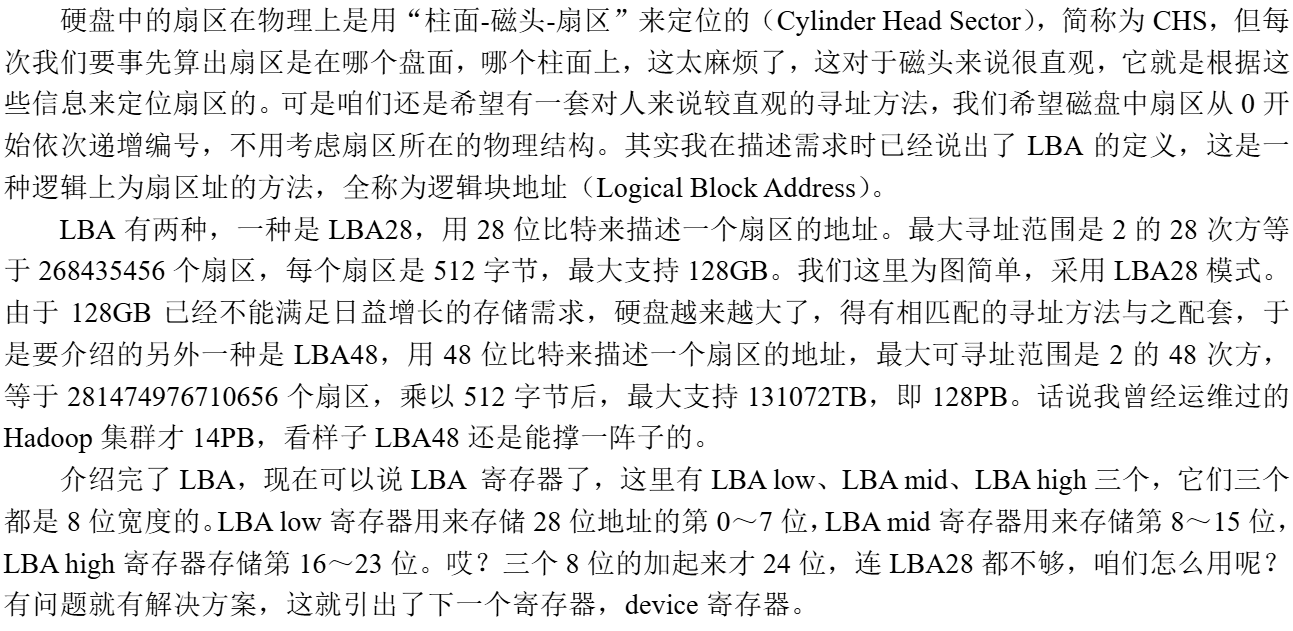 硬盘中的扇区在物理上是用“柱面-磁头-扇区”来定位的（Cylinder Head Sector），简称为 CHS，但每
次我们要事先算出扇区是在哪个盘面，哪个柱面上，这太麻烦了，这对于磁头来说很直观，它就是根据这
些信息来定位扇区的。可是咱们还是希望有一套对人来说较直观的寻址方法，我们希望磁盘中扇区从 0 开
始依次递增编号，不用考虑扇区所在的物理结构。其实我在描述需求时已经说出了 LBA 的定义，这是一
种逻辑上为扇区址的方法，全称为逻辑块地址（Logical Block Address）。
LBA 有两种，一种是 LBA28，用 28 位比特来描述一个扇区的地址。最大寻址范围是 2 的 28 次方等
于 268435456 个扇区，每个扇区是 512 字节，最大支持 128GB。我们这里为图简单，采用 LBA28 模式。
由于 128GB 已经不能满足日益增长的存储需求，硬盘越来越大了，得有相匹配的寻址方法与之配套，于
是要介绍的另外一种是 LBA48，用 48 位比特来描述一个扇区的地址，最大可寻址范围是 2 的 48 次方，
等于 281474976710656 个扇区，乘以 512 字节后，最大支持 131072TB，即 128PB。话说我曾经运维过的
Hadoop 集群才 14PB，看样子 LBA48 还是能撑一阵子的。
介绍完了 LBA，现在可以说 LBA 寄存器了，这里有 LBA low、LBA mid、LBA high 三个，它们三个
都是 8 位宽度的。LBA low 寄存器用来存储 28 位地址的第 0～7 位，LBA mid 寄存器用来存储第 8～15 位，
LBA high 寄存器存储第 16～23 位。哎？三个 8 位的加起来才 24 位，连 LBA28 都不够，咱们怎么用呢？
有问题就有解决方案，这就引出了下一个寄存器，device 寄存器。